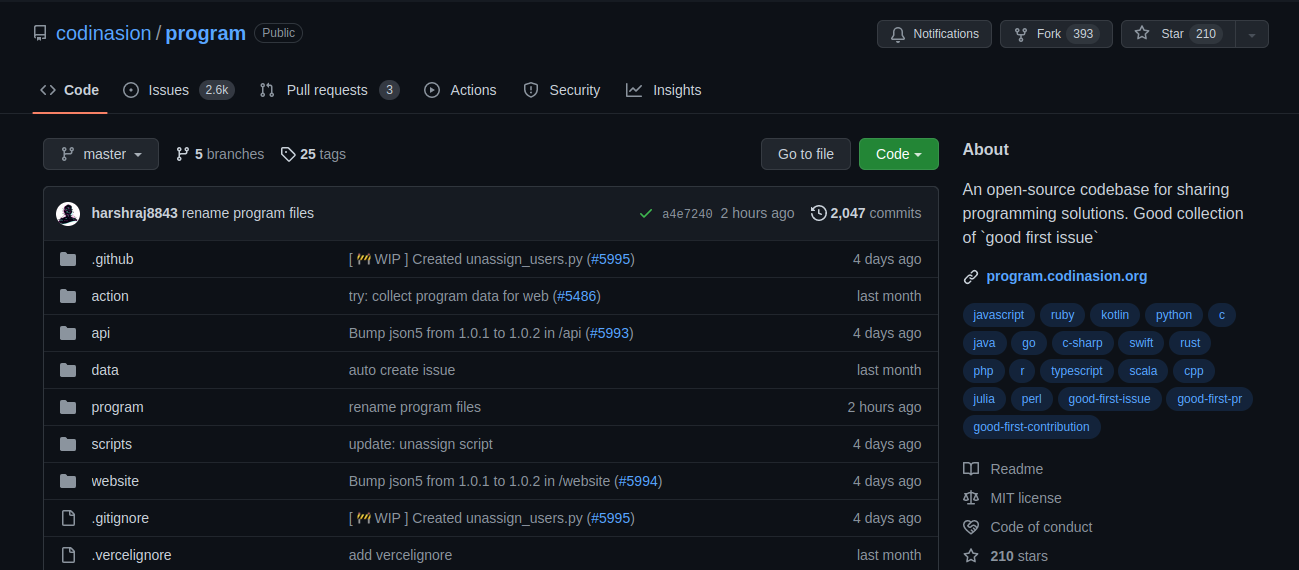 codinasion / program Public Notifications Fork 393 Star 210
Code Issues 2.6k Pull requests 3 Actions Security Insights
master 5 branches 25 tags Go to file Code
harshraj8843 rename program files a4e7240 2 hours ago 2,047 commits
.github [ 🚧 WIP ] Created unassign_users.py (#5995) 4 days ago
action try: collect program data for web (#5486) last month
api Bump json5 from 1.0.1 to 1.0.2 in /api (#5993) 4 days ago
data auto create issue last month
program rename program files 2 hours ago
scripts update: unassign script 4 days ago
website Bump json5 from 1.0.1 to 1.0.2 in /website (#5994) 4 days ago
.gitignore [ 🚧 WIP ] Created unassign_users.py (#5995) 4 days ago
.vercelignore add vercelignore last month
About
An open-source codebase for sharing
programming solutions. Good collection
of `good first issue`
program.codinasion.org
javascript ruby kotlin python c
java go c-sharp swift rust
php r typescript scala cpp
julia perl good-first-issue good-first-pr
good-first-contribution
Readme
MIT license
Code of conduct
210 stars